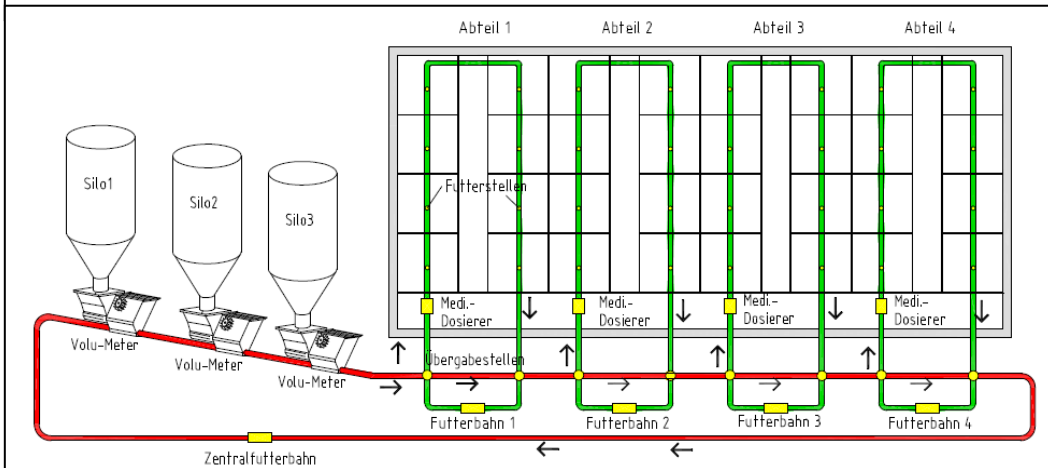 Abteil 1
Abteil 2
Abteil 3
Abteil 4
Silo1
Silo2
Silo3
Futterstellen
Medi.-
Dosierer
Medi.-
Dosierer
Medi.-
Dosierer
Medi.-
Dosierer
Volu-Meter
Volu-Meter
Volu-Meter
Übergabestellen
Futterbahn 1
Futterbahn 2
Futterbahn 3
Futterbahn 4
Zentralfutterbahn